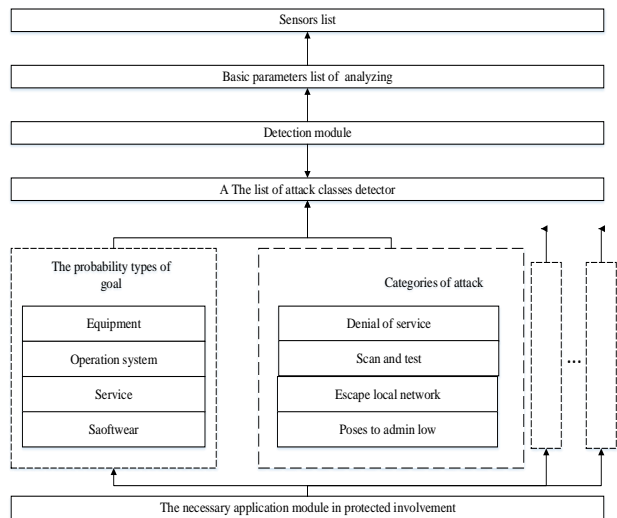 Sensors list
Basic parameters list of analyzing
Detection module
A The list of attack classes detector
The probability types of
goal
Equipment
Operation system
Service
Saoftwear
Categories of attack
Denial of service
Scan and test
Escape local network
Poses to admin low
...
The necessary application module in protected involvement